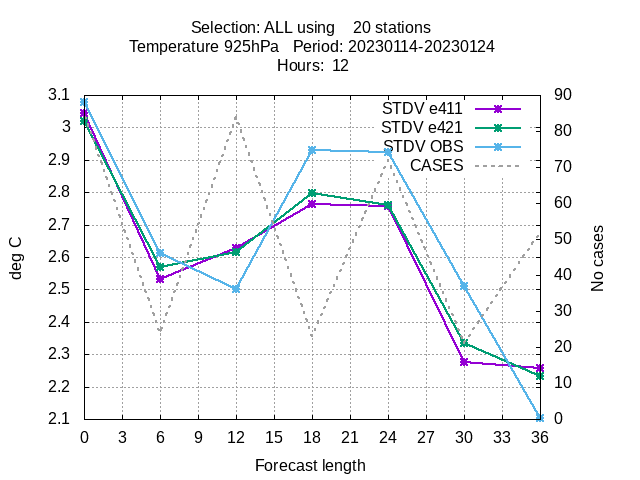 Selection: ALL using    20 stations
Temperature 925hPa   Period: 20230114-20230124
Hours:  12
3.1
3
2.9
2.8
2.7
2.6
2.5
2.4
2.3
2.2
2.1
deg C
STDV e411
STDV e421
STDV OBS
CASES
90
80
70
60
50
40
30
20
10
0
No cases
0 3 6 9 12 15 18 21 24 27 30 33 36
Forecast length